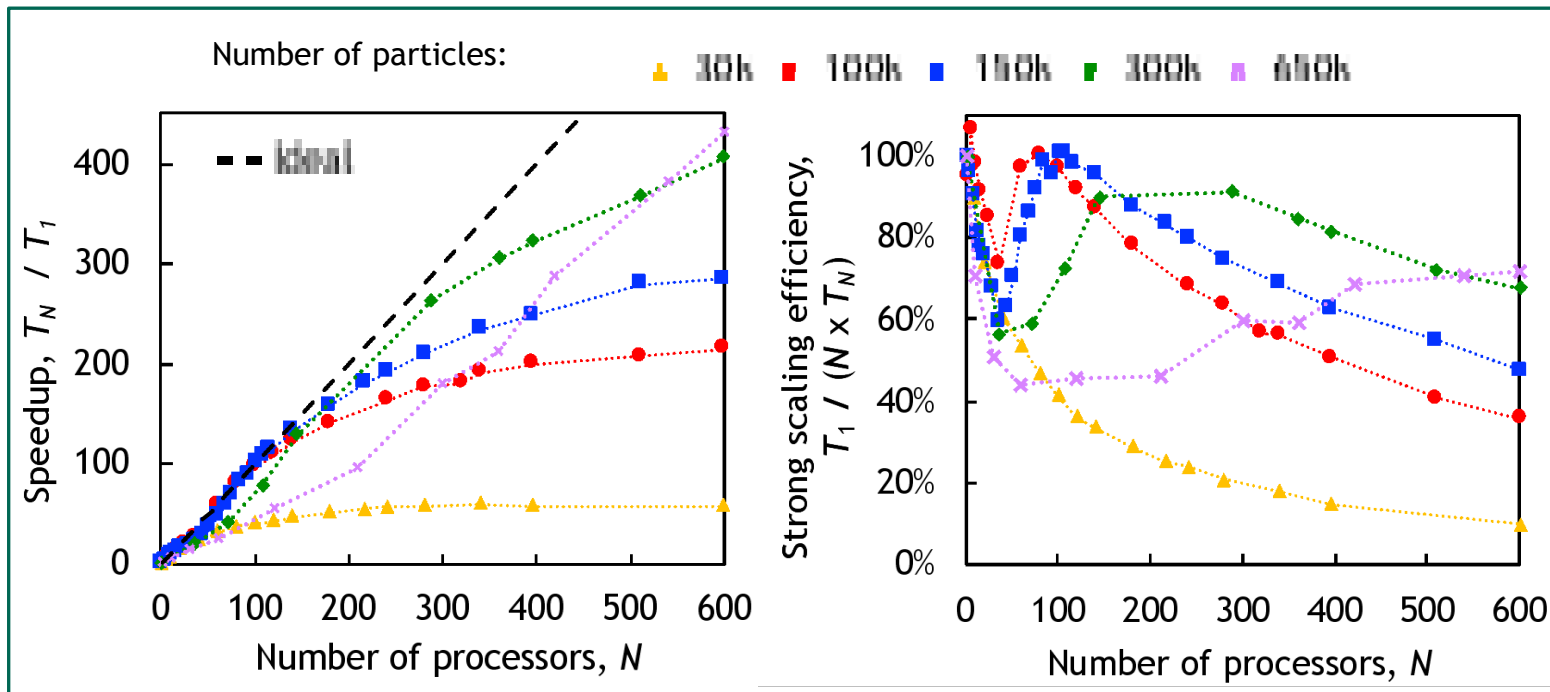 Number of particles:
100k
Ideal
Speedup, T_N / T_1
400
300
200
100
0
0 100 200 300 400 500 600
Number of processors, N
Strong scaling efficiency,
T_1 / (N x T_N)
100%
80%
60%
40%
20%
0%
0 100 200 300 400 500 600
Number of processors, N